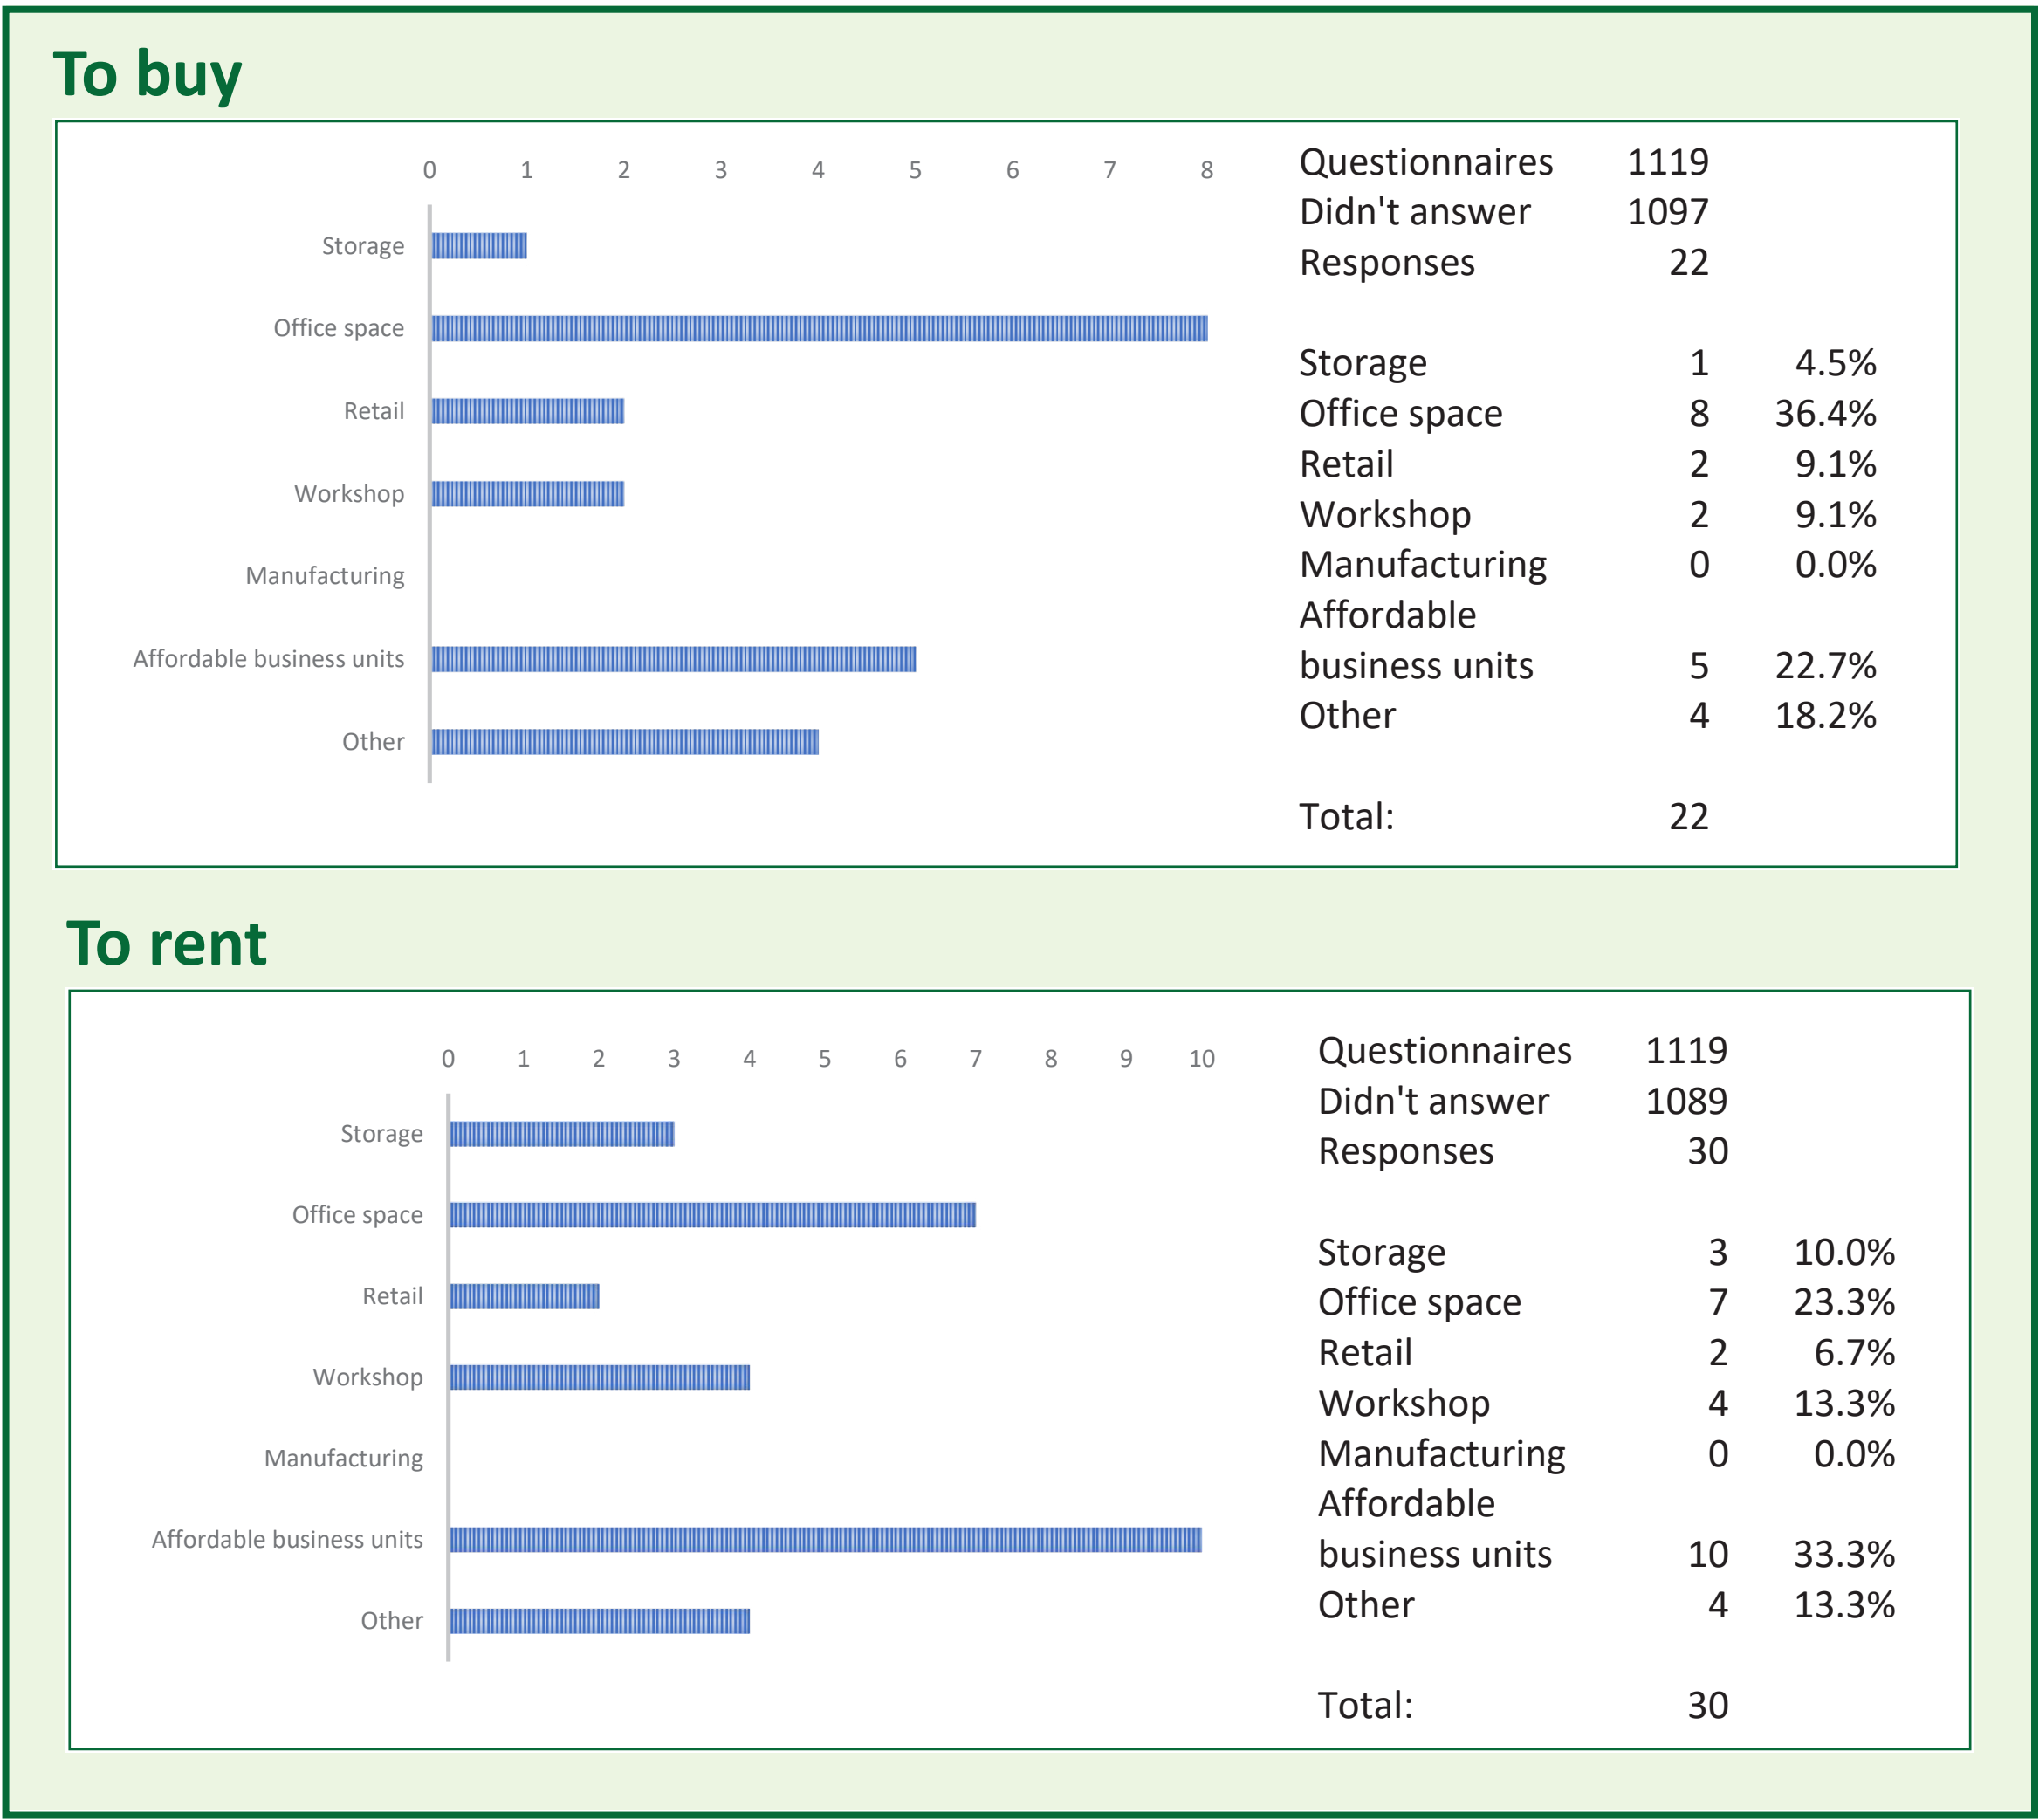 To buy
0 1 2 3 4 5 6 7 8
Storage
Office space
Retail
Workshop
Manufacturing
Affordable business units
Other
Questionnaires 1119
Didn't answer 1097
Responses 22
Storage 1 4.5%
Office space 8 36.4%
Retail 2 9.1%
Workshop 2 9.1%
Manufacturing 0 0.0%
Affordable
business units 5 22.7%
Other 4 18.2%
Total: 22
To rent
0 1 2 3 4 5 6 7 8 9 10
Storage
Office space
Retail
Workshop
Manufacturing
Affordable business units
Other
Questionnaires 1119
Didn't answer 1089
Responses 30
Storage 3 10.0%
Office space 7 23.3%
Retail 2 6.7%
Workshop 4 13.3%
Manufacturing 0 0.0%
Affordable
business units 10 33.3%
Other 4 13.3%
Total: 30